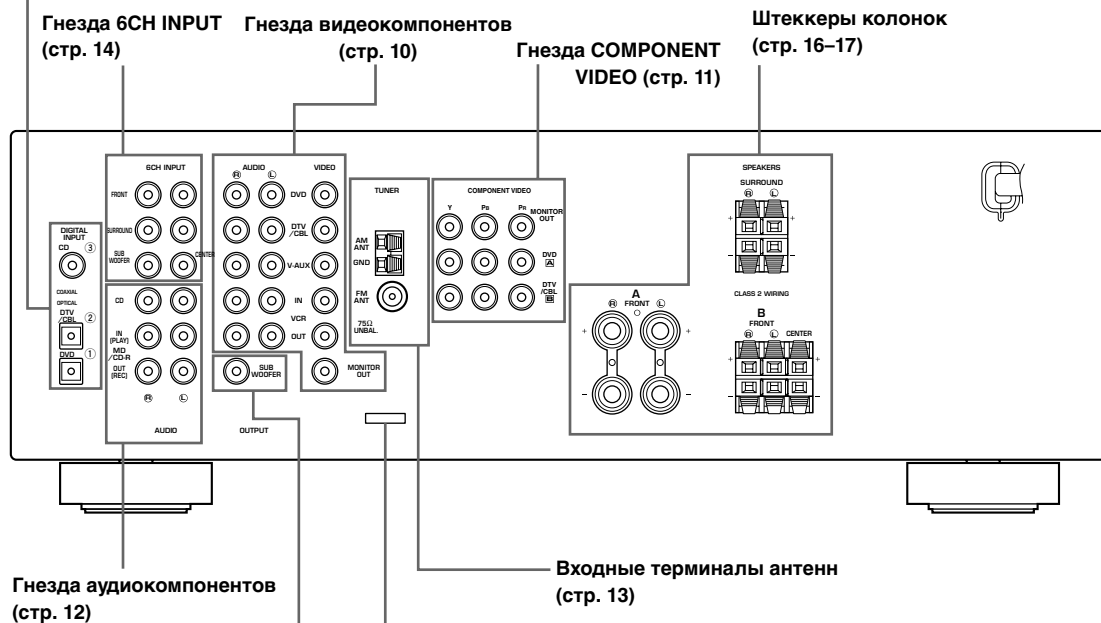 Гнезда 6CH INPUT
(стр. 14)
Гнезда видеокомпонентов
(стр. 10)
Гнезда COMPONENT
VIDEO (стр. 11)
Штеккеры колонок
(стр. 16–17)
6CH INPUT
FRONT
SURROUND
SUB
WOOFER
CENTER
DIGITAL
INPUT
CD ③
COAXIAL
OPTICAL
DTV
/CBL ②
DVD ①
CD
IN
(PLAY)
MD
/CD-R
OUT
(REC)
Ⓡ Ⓛ
AUDIO
AUDIO VIDEO
Ⓡ Ⓛ
DVD
DTV
/CBL
V-AUX
IN
VCR
OUT
SUB
WOOFER
MONITOR
OUT
OUTPUT
TUNER
AM
ANT
GND
FM
ANT
75Ω
UNBAL.
COMPONENT VIDEO
Y PB PR
MONITOR
OUT
DVD
A
DTV
/CBL
B
SPEAKERS
SURROUND
Ⓡ Ⓛ
+ +
– –
CLASS 2 WIRING
A
Ⓡ FRONT Ⓛ
+ +
– –
B
FRONT
Ⓡ Ⓛ CENTER
+ +
– –
Гнезда аудиокомпонентов
(стр. 12)
Входные терминалы антенн
(стр. 13)